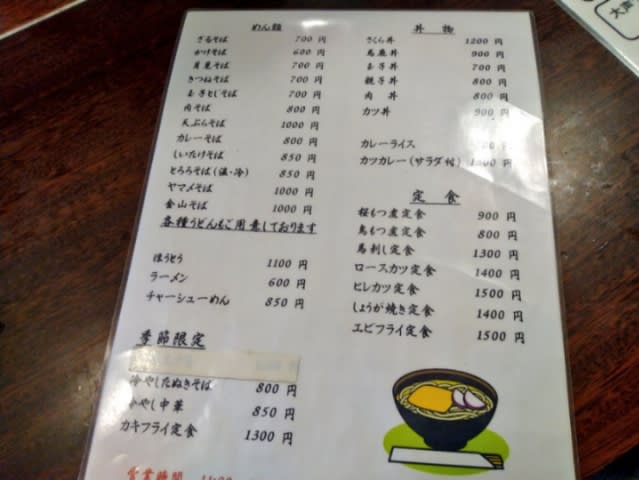 めん類
ざるそば 700 円
かけそば 600 円
月見そば 700 円
きつねそば 700 円
玉子とじそば 700 円
肉そば 800 円
天ぷらそば 1000 円
カレーそば 800 円
しいたけそば 850 円
とろろそば（温・冷） 850 円
ヤマメそば 1000 円
金山そば 1000 円
各種うどんもご用意しております
ほうとう 1100 円
ラーメン 600 円
チャーシューめん 850 円
季節限定
冷やしたぬきそば 800 円
冷やし中華 850 円
カキフライ定食 1300 円
営業時間
丼物
さくら丼 1200 円
馬鹿丼 900 円
玉子丼 700 円
親子丼 800 円
肉丼 800 円
カツ丼 900 円
カレーライス 円
カツカレー（サラダ付） 円
定食
桜もつ煮定食 900 円
鳥もつ煮定食 800 円
馬刺し定食 1300 円
ロースカツ定食 1400 円
ヒレカツ定食 1500 円
しょうが焼き定食 1400 円
エビフライ定食 1500 円